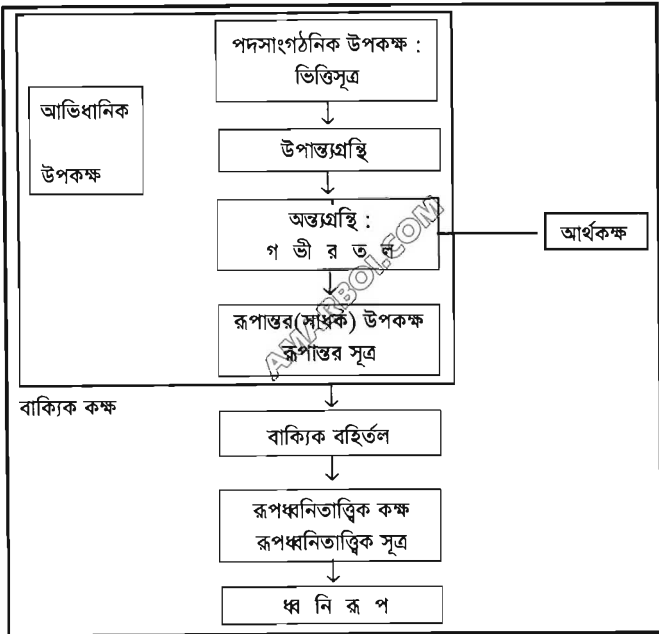 পদসাংগঠনিক উপকক্ষ :
ভিত্তিসূত্র
আভিধানিক
উপকক্ষ
উপান্ত্যগ্রন্থি
অন্ত্যগ্রন্থি :
গ ভী র ত ল
আর্থকক্ষ
রূপান্তর(সাধক) উপকক্ষ
রূপান্তর সূত্র
বাক্যিক কক্ষ
বাক্যিক বহির্তল
রূপধ্বনিতাত্ত্বিক কক্ষ
রূপধ্বনিতাত্ত্বিক সূত্র
ধ্ব নি রূ প
AMARBOI.COM